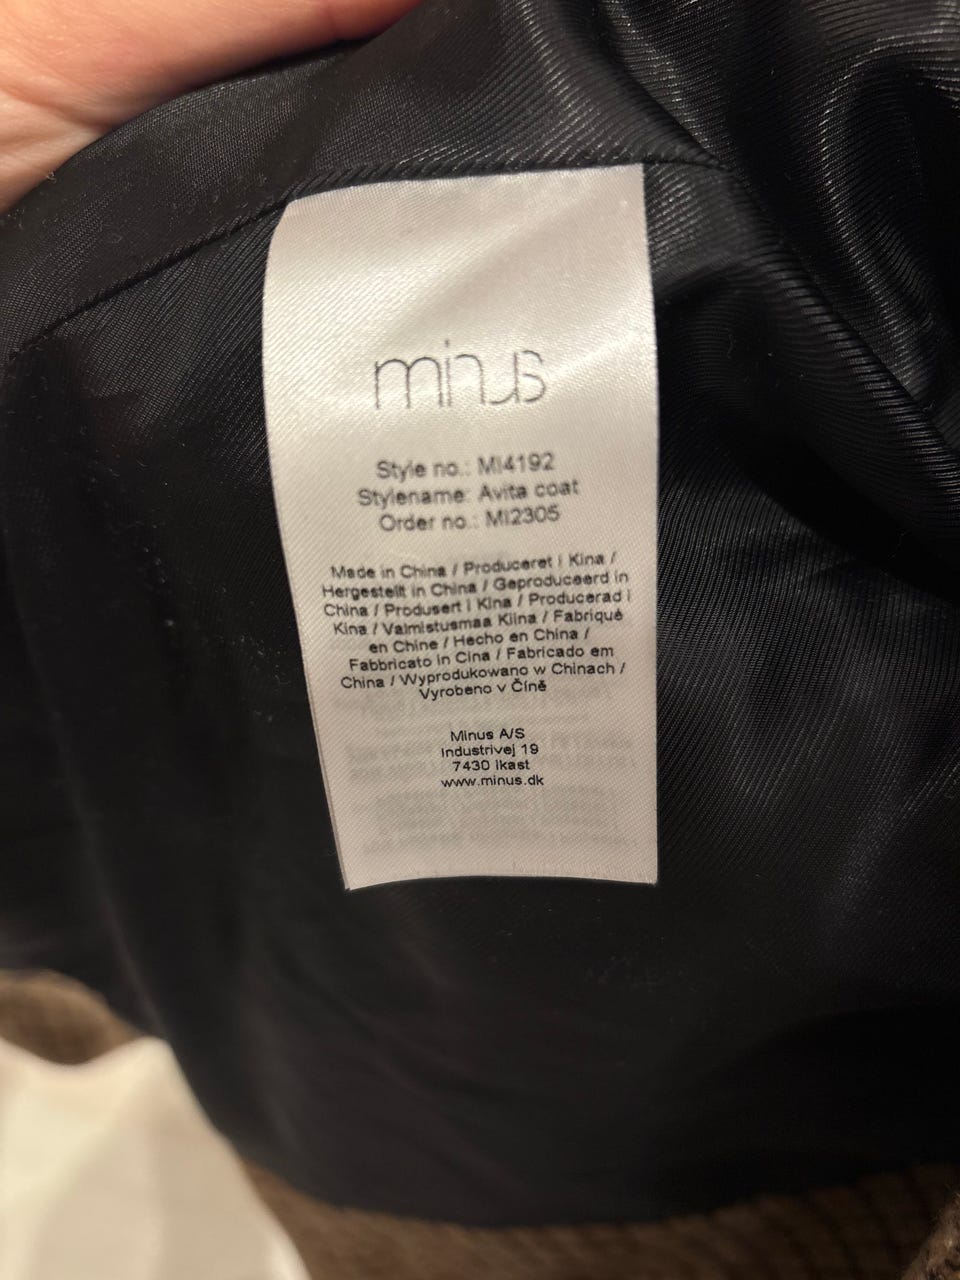 minus
Style no.: MI4192
Stylename: Avita coat
Order no.: MI2305
Made in China / Produceret i Kina /
Hergestellt in China / Geproduceerd in
China / Produsert i Kina / Producerad i
Kina / Valmistusmaa Kiina / Fabriqué
en Chine / Hecho en China /
Fabbricato in Cina / Fabricado em
China / Wyprodukowano w Chinach /
Vyrobeno v Číně
Minus A/S
Industrivej 19
7430 Ikast
www.minus.dk